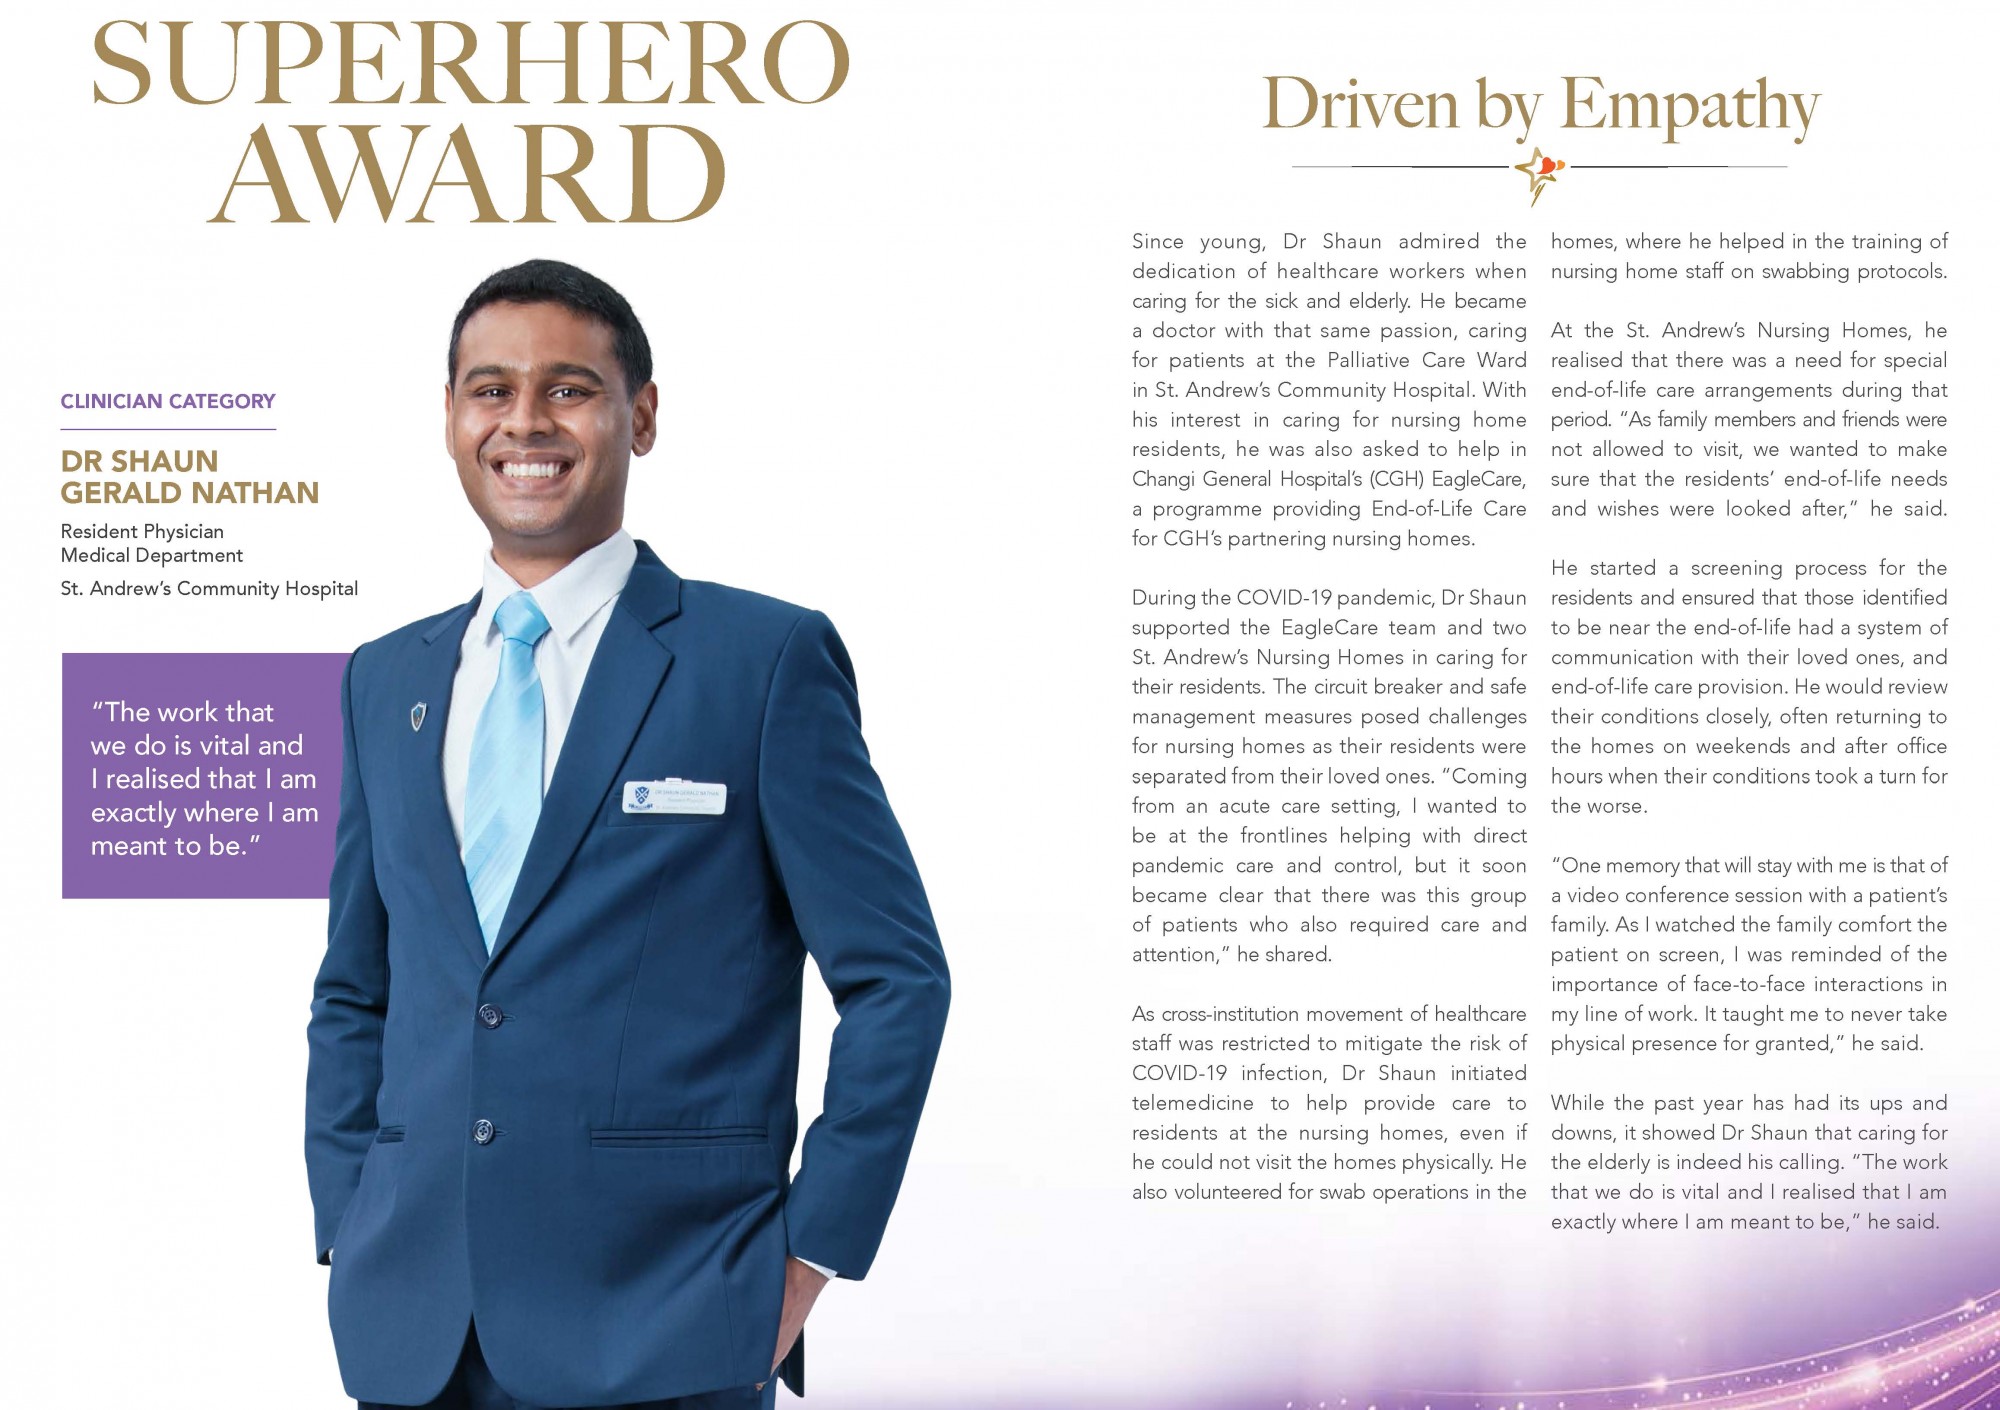 SUPERHERO
AWARD
CLINICIAN CATEGORY
DR SHAUN
GERALD NATHAN
Resident Physician
Medical Department
St. Andrew’s Community Hospital
“The work that
we do is vital and
I realised that I am
exactly where I am
meant to be.”
DR SHAUN GERALD NATHAN
Resident Physician
Driven by Empathy
Since young, Dr Shaun admired the
dedication of healthcare workers when
caring for the sick and elderly. He became
a doctor with that same passion, caring
for patients at the Palliative Care Ward
in St. Andrew’s Community Hospital. With
his interest in caring for nursing home
residents, he was also asked to help in
Changi General Hospital’s (CGH) EagleCare,
a programme providing End-of-Life Care
for CGH’s partnering nursing homes.
During the COVID-19 pandemic, Dr Shaun
supported the EagleCare team and two
St. Andrew’s Nursing Homes in caring for
their residents. The circuit breaker and safe
management measures posed challenges
for nursing homes as their residents were
separated from their loved ones. “Coming
from an acute care setting, I wanted to
be at the frontlines helping with direct
pandemic care and control, but it soon
became clear that there was this group
of patients who also required care and
attention,” he shared.
As cross-institution movement of healthcare
staff was restricted to mitigate the risk of
COVID-19 infection, Dr Shaun initiated
telemedicine to help provide care to
residents at the nursing homes, even if
he could not visit the homes physically. He
also volunteered for swab operations in the
homes, where he helped in the training of
nursing home staff on swabbing protocols.
At the St. Andrew’s Nursing Homes, he
realised that there was a need for special
end-of-life care arrangements during that
period. “As family members and friends were
not allowed to visit, we wanted to make
sure that the residents’ end-of-life needs
and wishes were looked after,” he said.
He started a screening process for the
residents and ensured that those identified
to be near the end-of-life had a system of
communication with their loved ones, and
end-of-life care provision. He would review
their conditions closely, often returning to
the homes on weekends and after office
hours when their conditions took a turn for
the worse.
“One memory that will stay with me is that of
a video conference session with a patient’s
family. As I watched the family comfort the
patient on screen, I was reminded of the
importance of face-to-face interactions in
my line of work. It taught me to never take
physical presence for granted,” he said.
While the past year has had its ups and
downs, it showed Dr Shaun that caring for
the elderly is indeed his calling. “The work
that we do is vital and I realised that I am
exactly where I am meant to be,” he said.